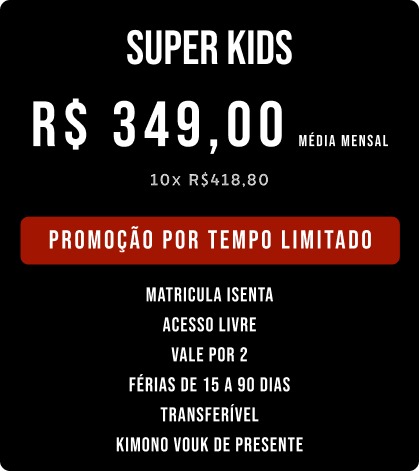 SUPER KIDS
R$ 349,00 MÉDIA MENSAL
10x R$418,80
PROMOÇÃO POR TEMPO LIMITADO
MATRICULA ISENTA
ACESSO LIVRE
VALE POR 2
FÉRIAS DE 15 A 90 DIAS
TRANSFERÍVEL
KIMONO VOUK DE PRESENTE